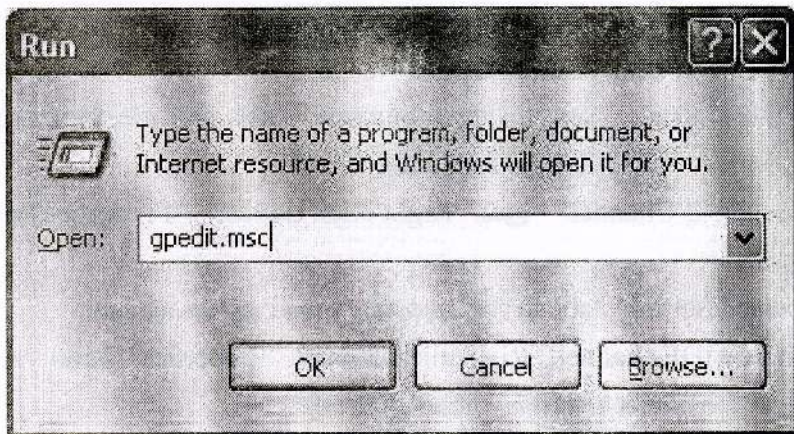 Run
Type the name of a program, folder, document, or
Internet resource, and Windows will open it for you.
Open: gpedit.msc
OK Cancel Browse...